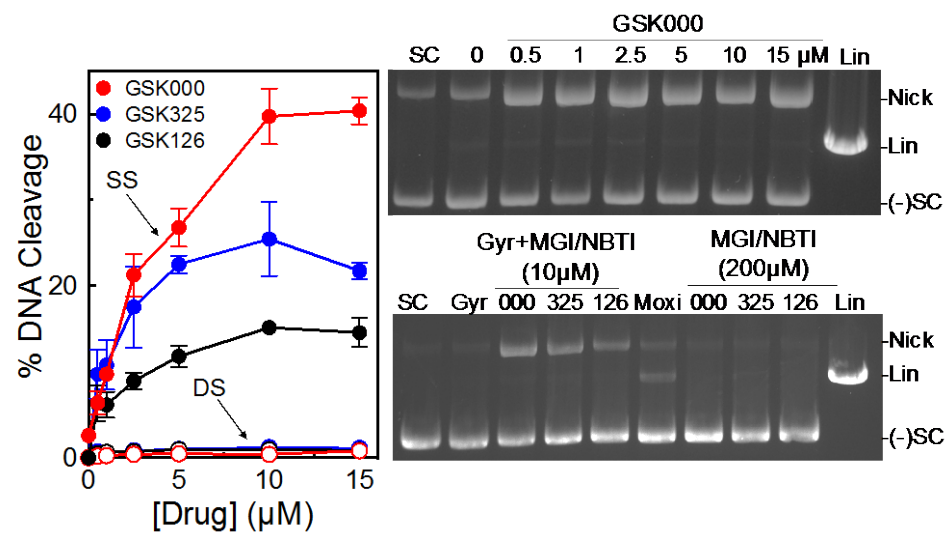 GSK000
GSK325
GSK126
SS
DS
40
20
0
0 5 10 15
% DNA Cleavage
[Drug] (µM)
GSK000
SC 0 0.5 1 2.5 5 10 15 µM Lin
-Nick
-Lin
-(-)SC
Gyr+MGI/NBTI
(10µM)
MGI/NBTI
(200µM)
SC Gyr 000 325 126 Moxi 000 325 126 Lin
-Nick
-Lin
-(-)SC